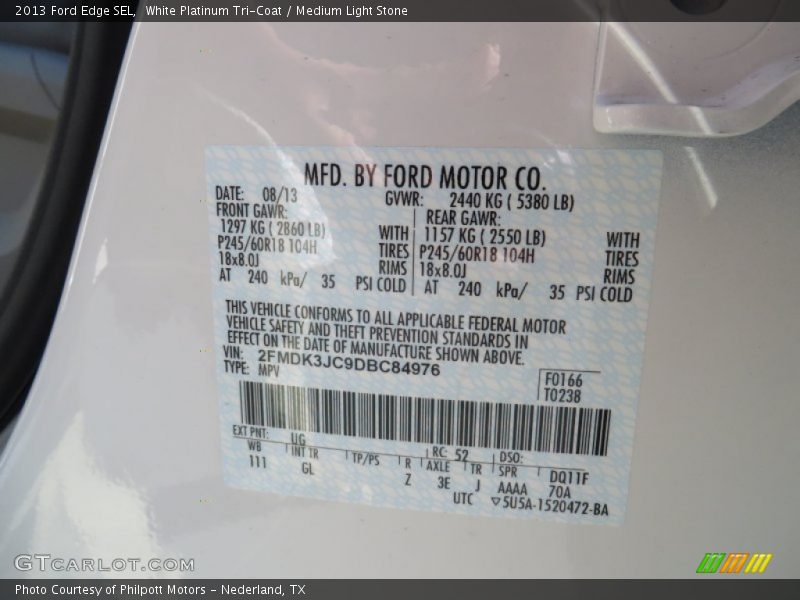 2013 Ford Edge SEL, White Platinum Tri-Coat / Medium Light Stone
MFD. BY FORD MOTOR CO.
DATE: 08/13 GVWR: 2440 KG ( 5380 LB)
FRONT GAWR: REAR GAWR:
1297 KG ( 2860 LB) WITH 1157 KG ( 2550 LB) WITH
P245/60R18 104H TIRES P245/60R18 104H TIRES
18x8.0J RIMS 18x8.0J RIMS
AT 240 kPa/ 35 PSI COLD AT 240 kPa/ 35 PSI COLD
THIS VEHICLE CONFORMS TO ALL APPLICABLE FEDERAL MOTOR
VEHICLE SAFETY AND THEFT PREVENTION STANDARDS IN
EFFECT ON THE DATE OF MANUFACTURE SHOWN ABOVE.
VIN: 2FMDK3JC9DBC84976
TYPE: MPV F0166
T0238
EXT PNT: UG RC: 52 DSO:
WB INT TR TP/PS R AXLE TR SPR DQ11F
111 GL Z 3E J AAAA 70A
UTC ▽5U5A-1520472-BA
GTCARLOT.COM
Photo Courtesy of Philpott Motors - Nederland, TX